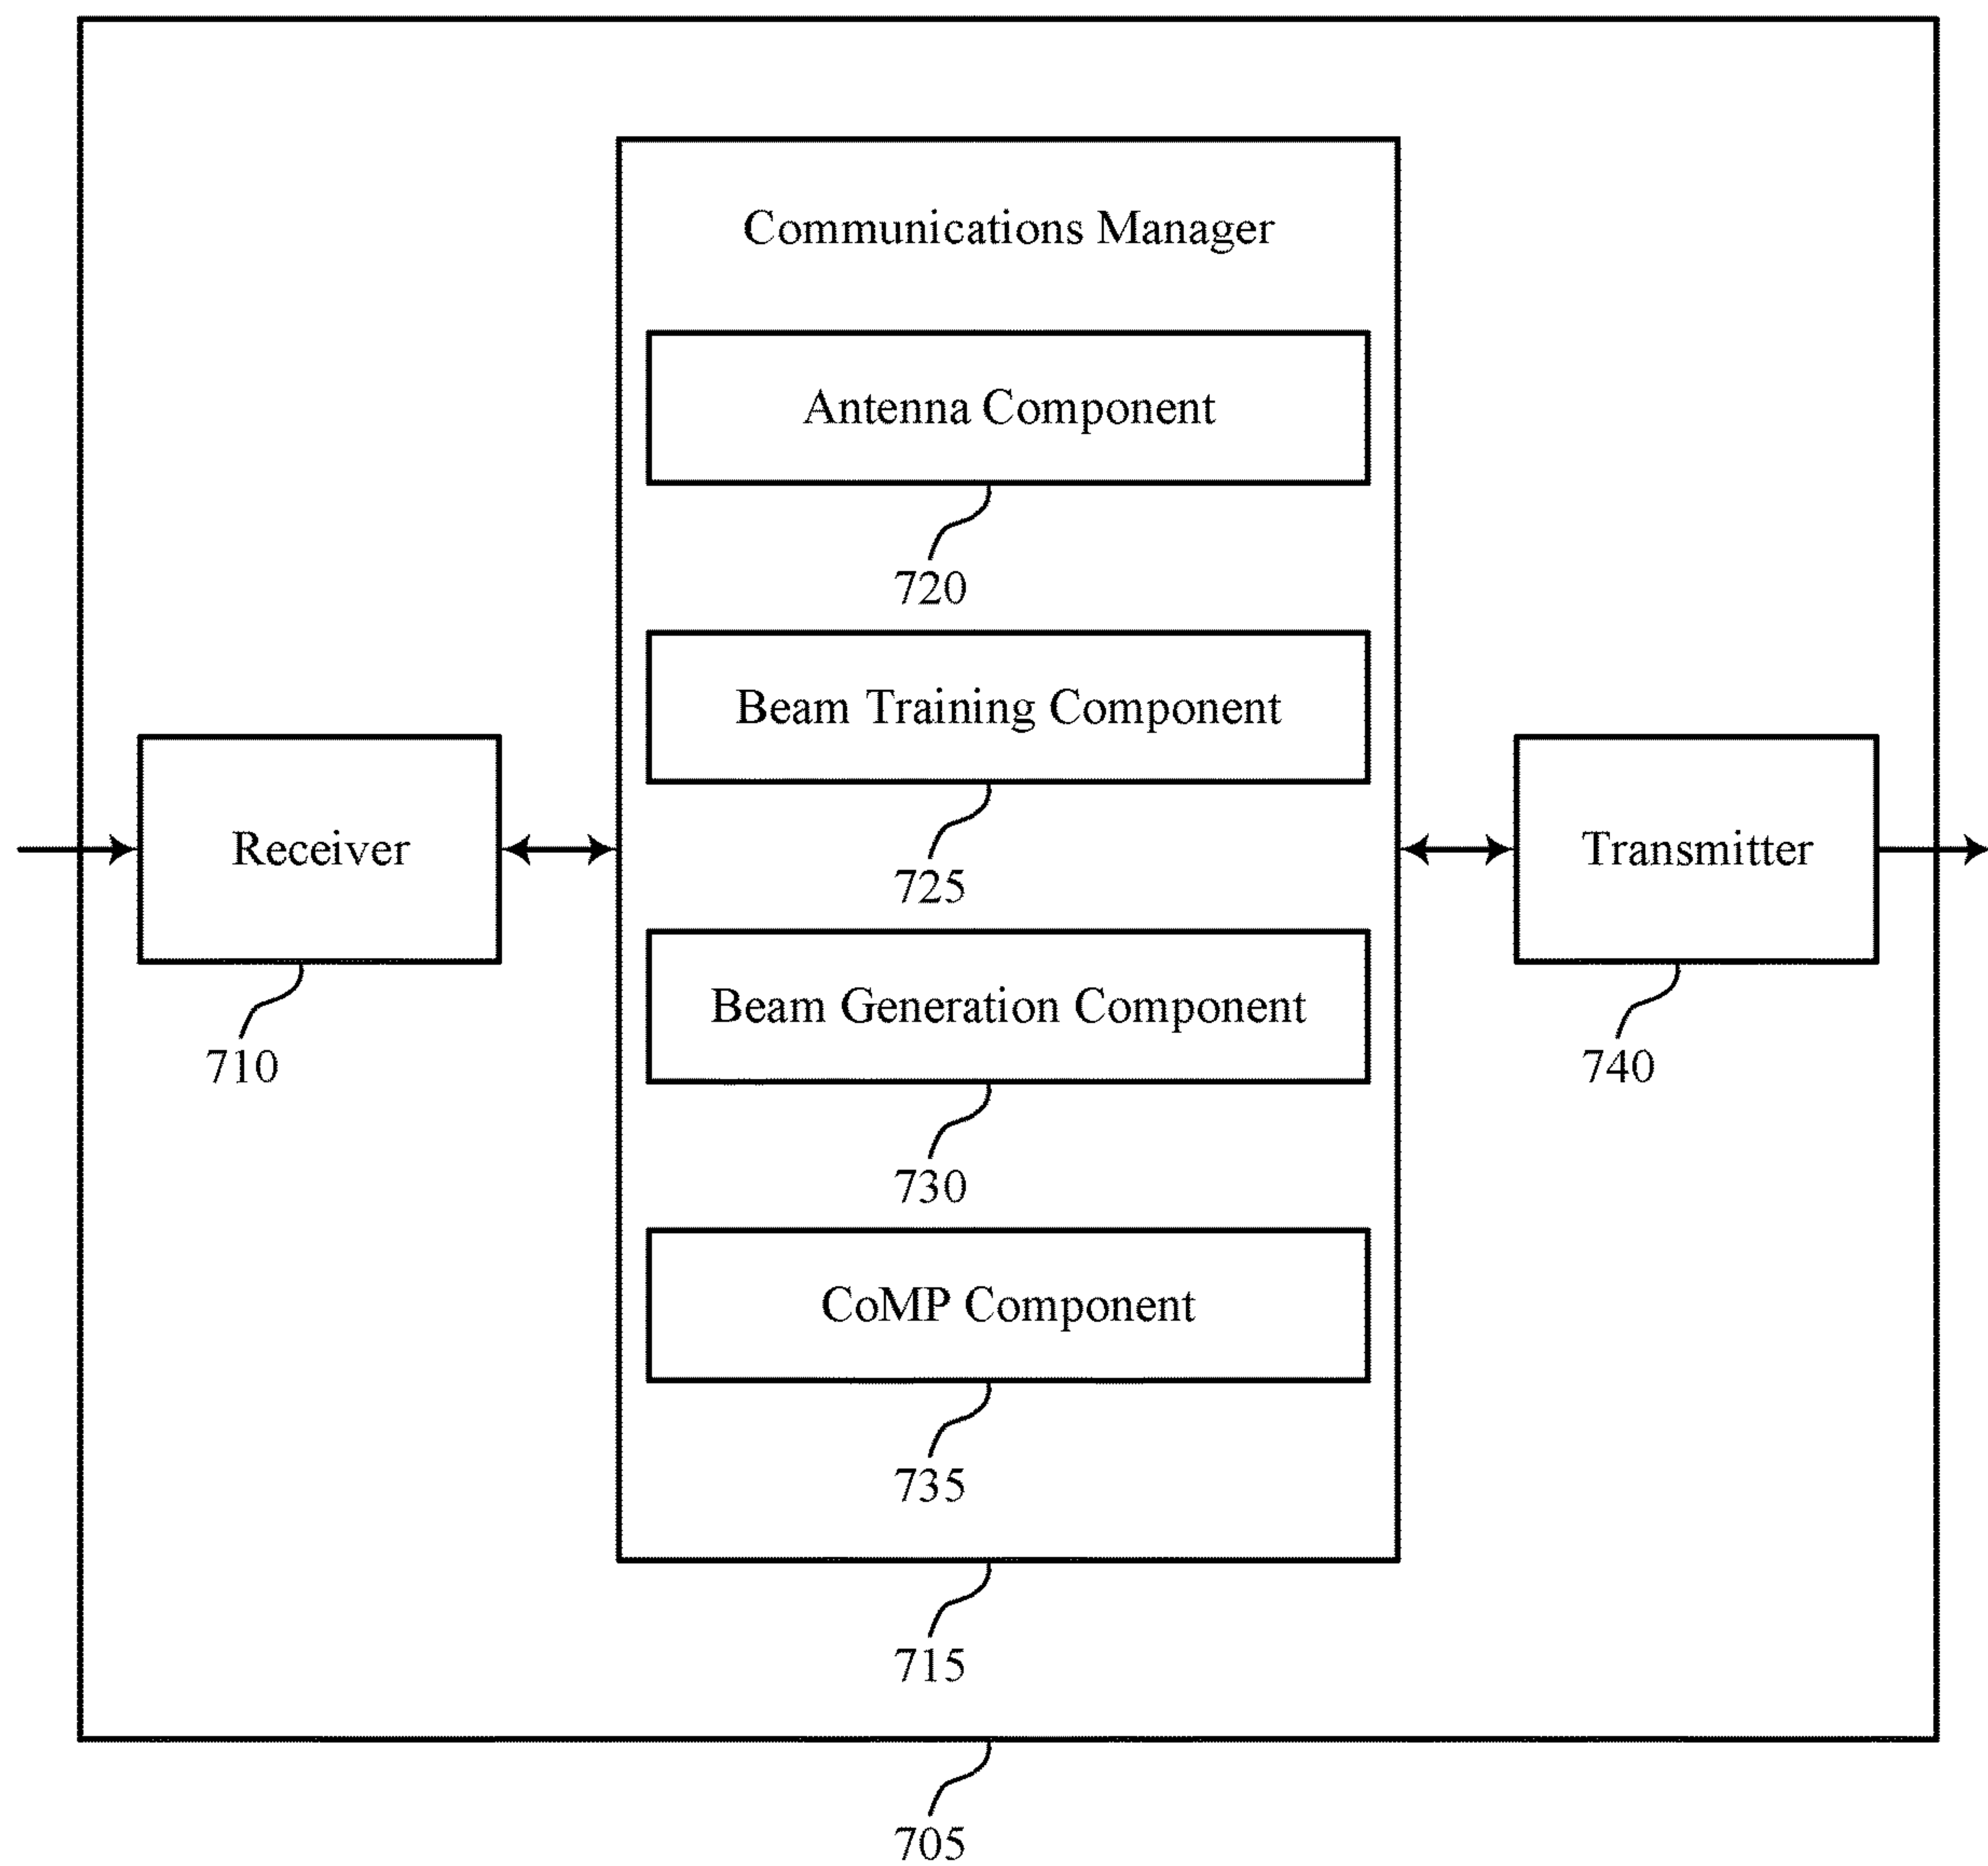 Communications Manager
Antenna Component
720
Beam Training Component
725
Receiver
Transmitter
Beam Generation Component
710
740
730
CoMP Component
735
715
705